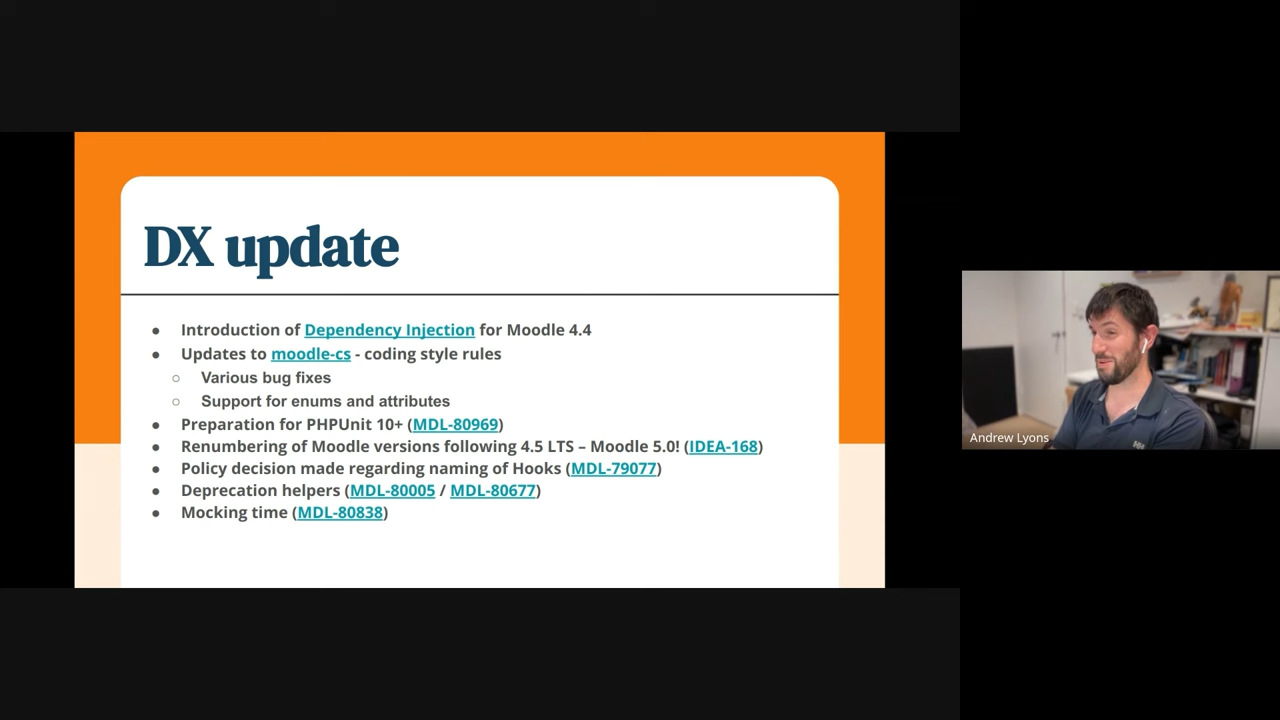 DX update
● Introduction of Dependency Injection for Moodle 4.4
● Updates to moodle-cs - coding style rules
○ Various bug fixes
○ Support for enums and attributes
● Preparation for PHPUnit 10+ (MDL-80969)
● Renumbering of Moodle versions following 4.5 LTS – Moodle 5.0! (IDEA-168)
● Policy decision made regarding naming of Hooks (MDL-79077)
● Deprecation helpers (MDL-80005 / MDL-80677)
● Mocking time (MDL-80838)
Andrew Lyons
HH